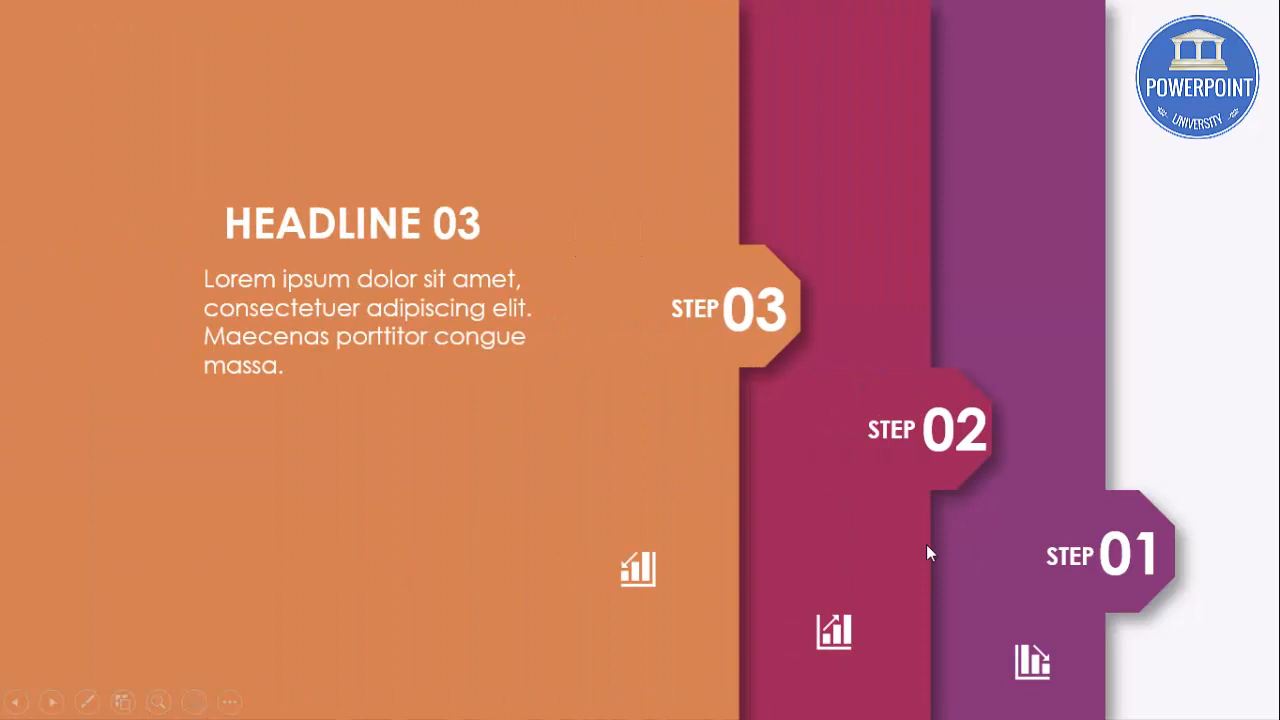 POWERPOINT
UNIVERSITY
HEADLINE 03
Lorem ipsum dolor sit amet,
consectetuer adipiscing elit.
Maecenas porttitor congue
massa.
STEP 03
STEP 02
STEP 01